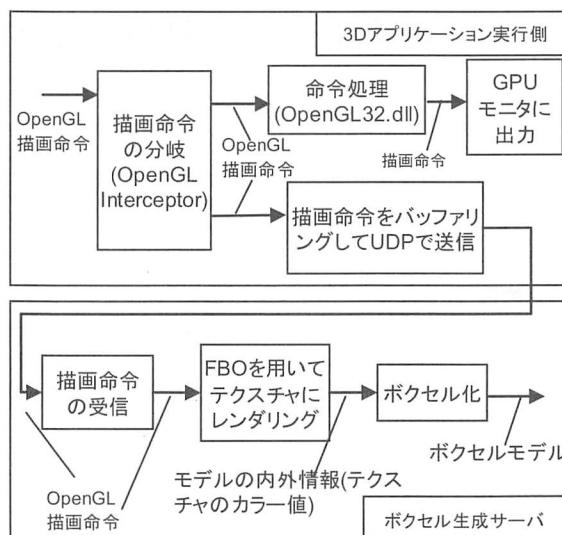 3Dアプリケーション実行側
OpenGL
描画命令
描画命令
の分岐
(OpenGL
Interceptor)
OpenGL
描画命令
命令処理
(OpenGL32.dll)
描画命令
GPU
モニタに
出力
描画命令をバッファリ
ングしてUDPで送信
描画命令
の受信
OpenGL
描画命令
FBOを用いて
テクスチャに
レンダリング
モデルの内外情報(テクス
チャのカラー値)
ボクセル化
ボクセルモデル
ボクセル生成サーバ